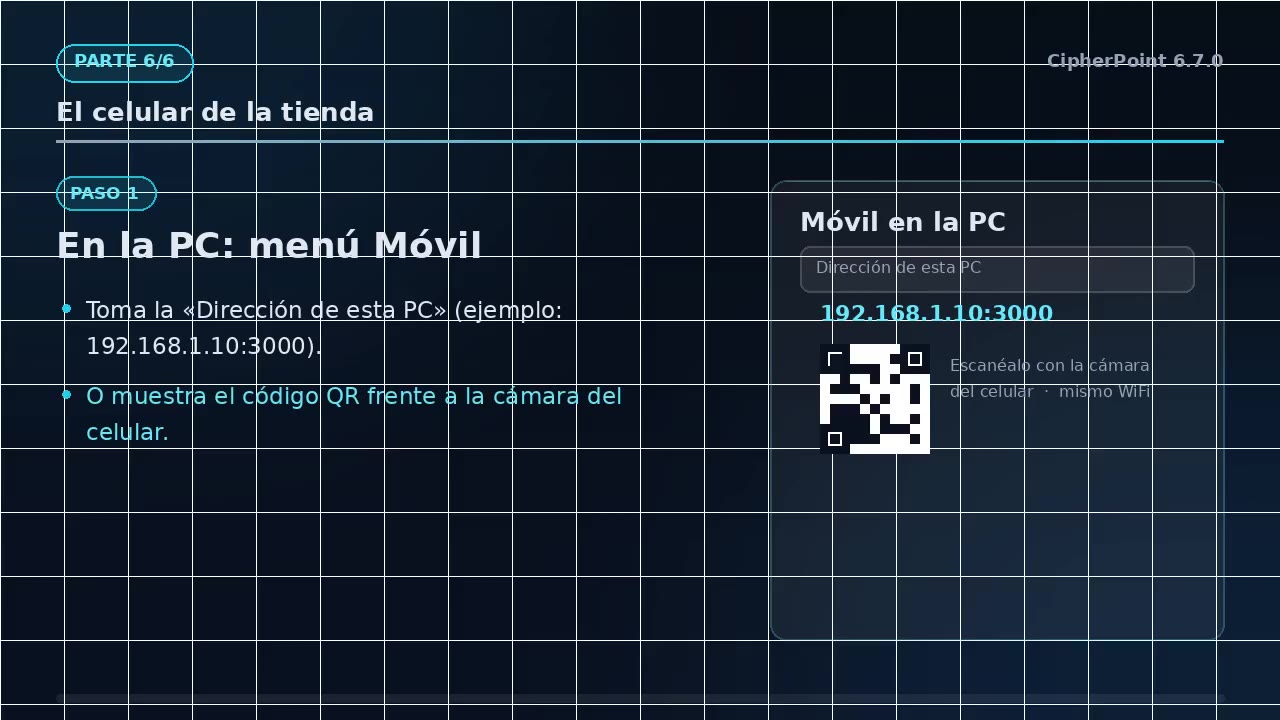 PARTE 6/6
CipherPoint 6.7.0
El celular de la tienda
PASO 1
En la PC: menú Móvil
Toma la «Dirección de esta PC» (ejemplo:
192.168.1.10:3000).
O muestra el código QR frente a la cámara del
celular.
Móvil en la PC
Dirección de esta PC
192.168.1.10:3000
Escanéalo con la cámara
del celular · mismo WiFi